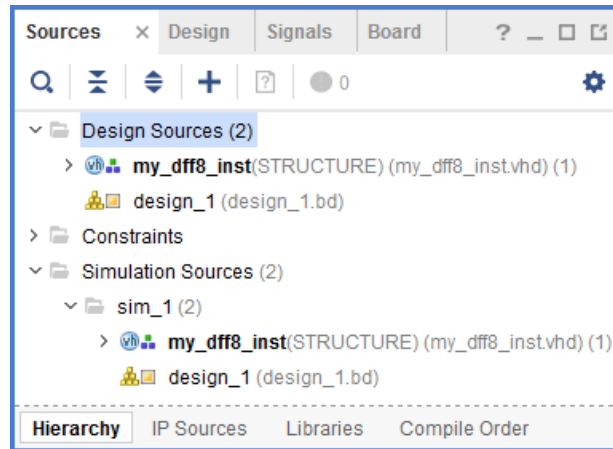 Sources × Design Signals Board ? _
0
Design Sources (2)
my_dff8_inst(STRUCTURE) (my_dff8_inst.vhd) (1)
design_1 (design_1.bd)
Constraints
Simulation Sources (2)
sim_1 (2)
my_dff8_inst(STRUCTURE) (my_dff8_inst.vhd) (1)
design_1 (design_1.bd)
Hierarchy IP Sources Libraries Compile Order